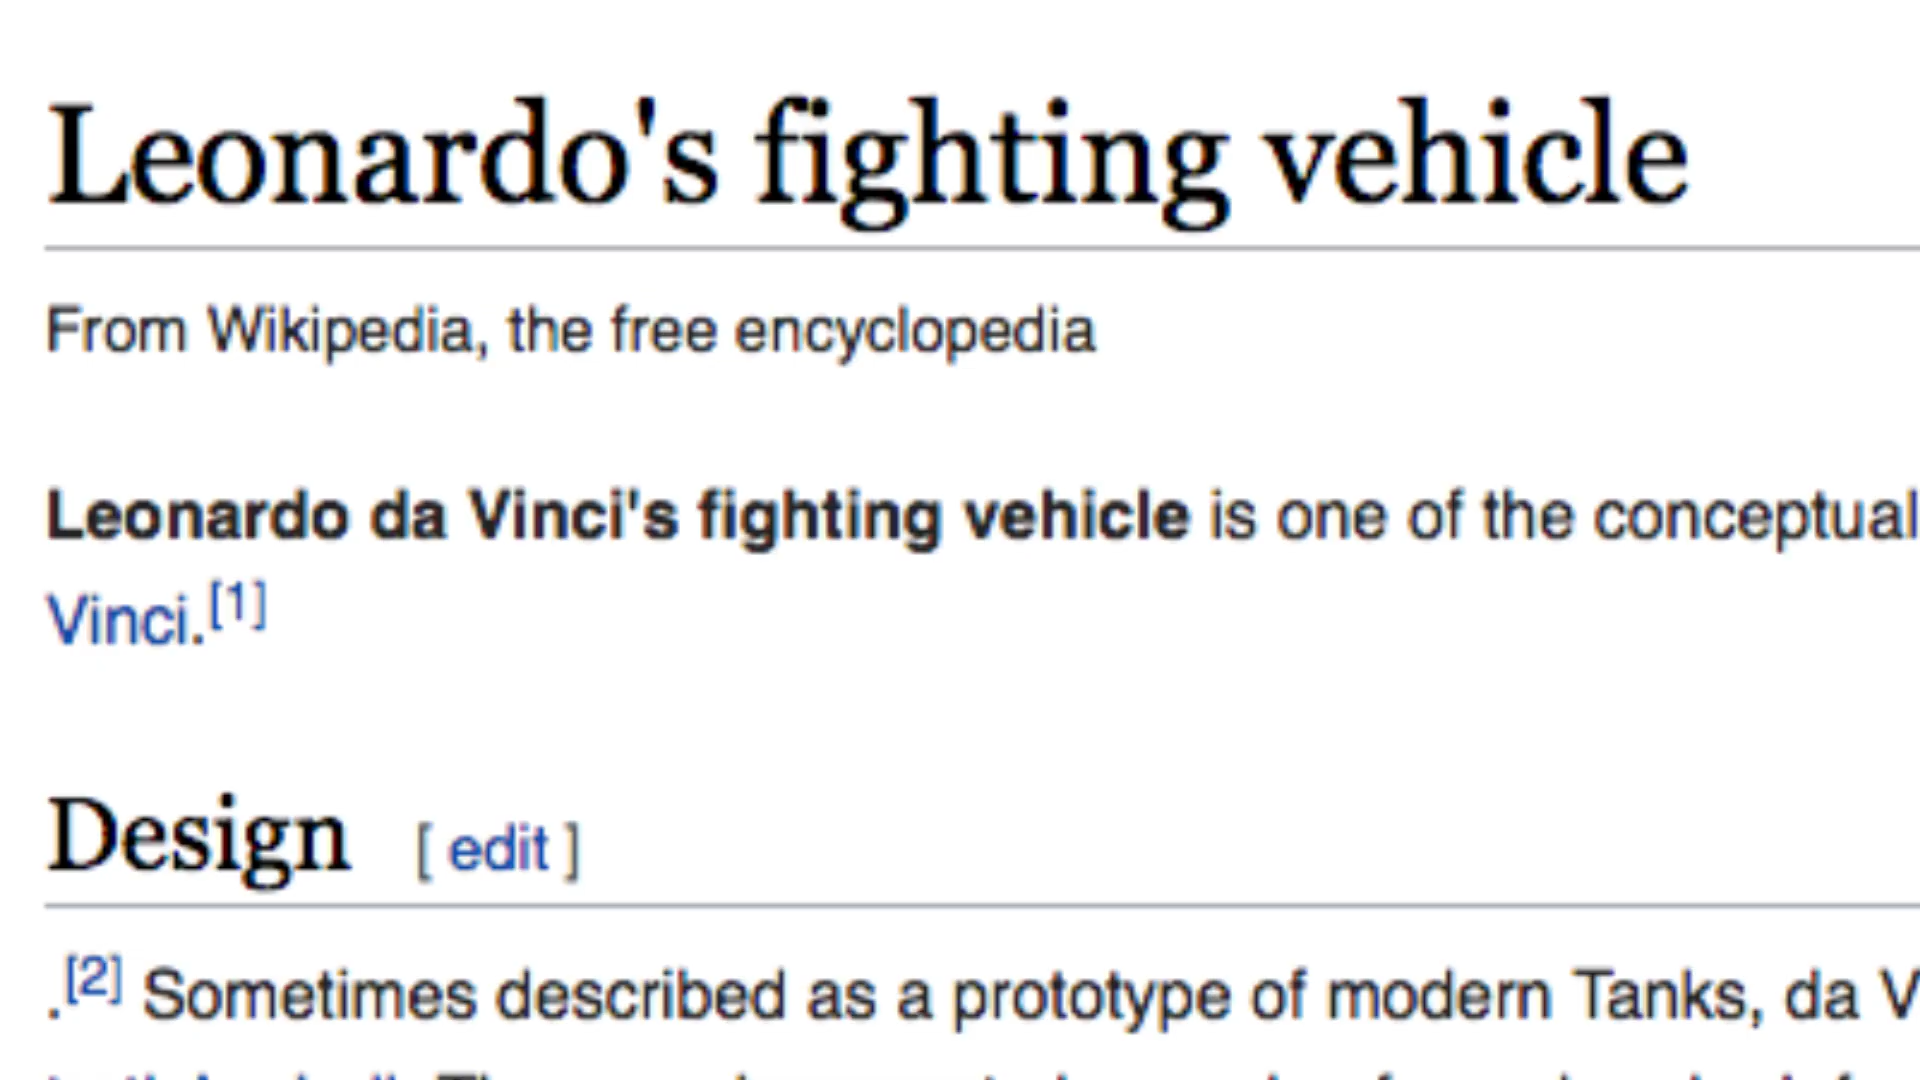 Leonardo's fighting vehicle
From Wikipedia, the free encyclopedia
Leonardo da Vinci's fighting vehicle is one of the conceptual
Vinci.[1]
Design [ edit ]
.[2] Sometimes described as a prototype of modern Tanks, da V